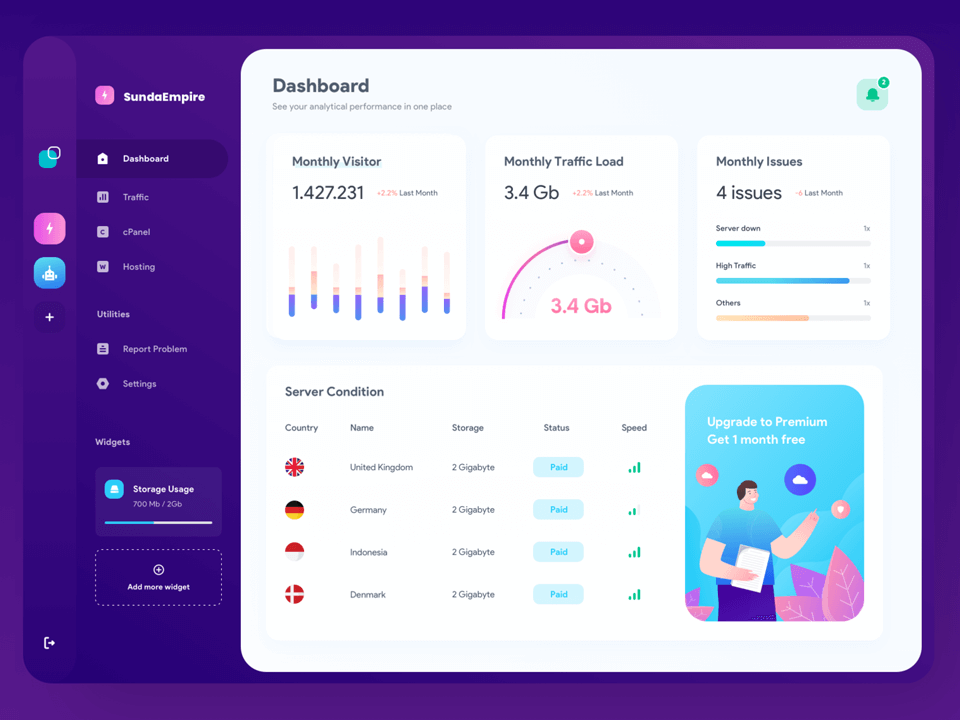 SundaEmpire
Dashboard
Traffic
C cPanel
W Hosting
Utilities
Report Problem
Settings
Widgets
Storage Usage
700 Mb / 2Gb
Add more widget
Dashboard
See your analytical performance in one place
2
Monthly Visitor
1.427.231 +2.2% Last Month
Monthly Traffic Load
3.4 Gb +2.2% Last Month
3.4 Gb
Monthly Issues
4 issues -6 Last Month
Server down 1x
High Traffic 1x
Others 1x
Server Condition
Country Name Storage Status Speed
United Kingdom 2 Gigabyte Paid
Germany 2 Gigabyte Paid
Indonesia 2 Gigabyte Paid
Denmark 2 Gigabyte Paid
Upgrade to Premium
Get 1 month free